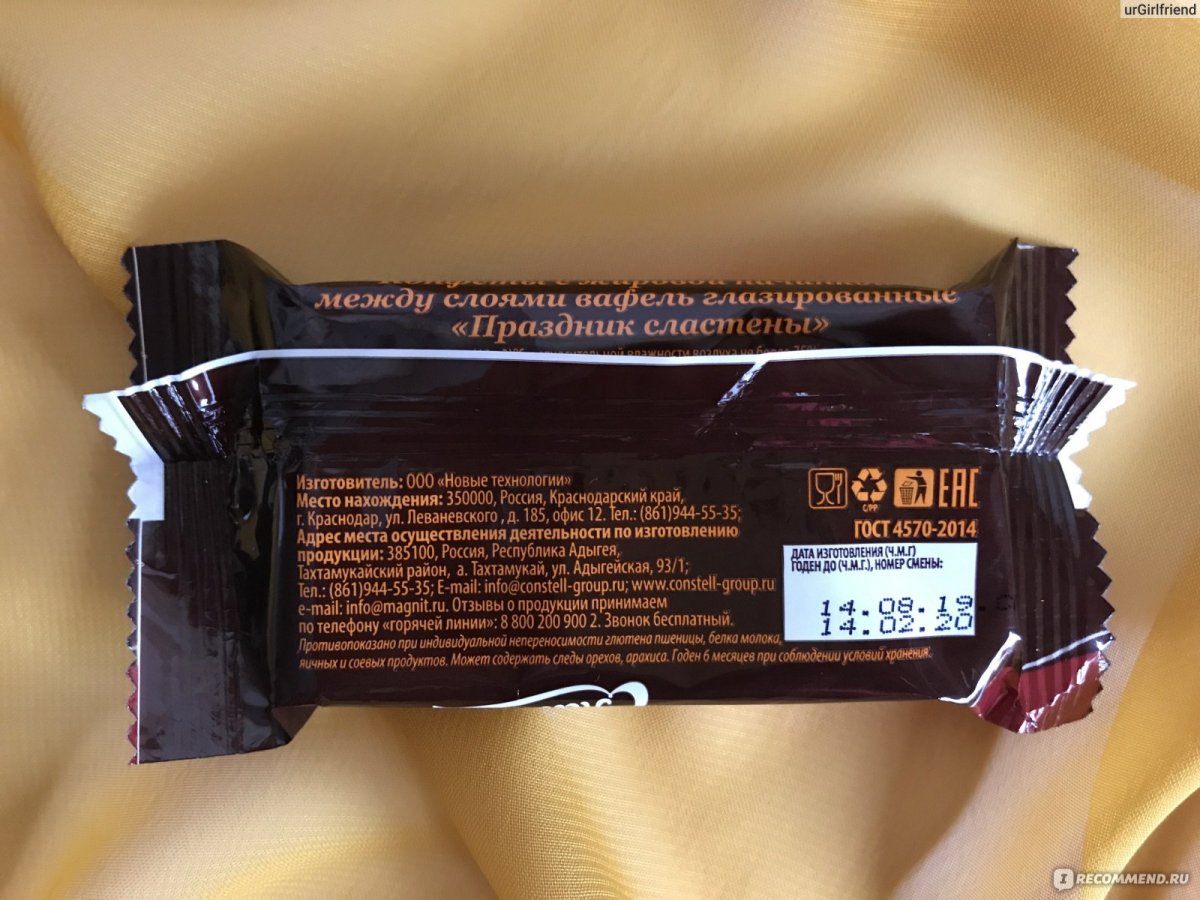 urGirlfriend
между слоями вафель глазированные
«Праздник сластены»
Изготовитель: ООО «Новые технологии»
Место нахождения: 350000, Россия, Краснодарский край,
г. Краснодар, ул. Леваневского , д. 185, офис 12. Тел.: (861)944-55-35;
Адрес места осуществления деятельности по изготовлению
продукции: 385100, Россия, Республика Адыгея,
Тахтамукайский район, а. Тахтамукай, ул. Адыгейская, 93/1;
Тел.: (861)944-55-35; E-mail: info@constell-group.ru; www.constell-group.ru
e-mail: info@magnit.ru. Отзывы о продукции принимаем
по телефону «горячей линии»: 8 800 200 900 2. Звонок бесплатный.
Противопоказано при индивидуальной непереносимости глютена пшеницы, белка молока,
яичных и соевых продуктов. Может содержать следы орехов, арахиса. Годен 6 месяцев при соблюдении условий хранения.
C/PP
EAC
ГОСТ 4570-2014
ДАТА ИЗГОТОВЛЕНИЯ (Ч.М.Г)
ГОДЕН ДО (Ч.М.Г.), НОМЕР СМЕНЫ:
14.08.19.
14.02.20
RECOMMEND.RU